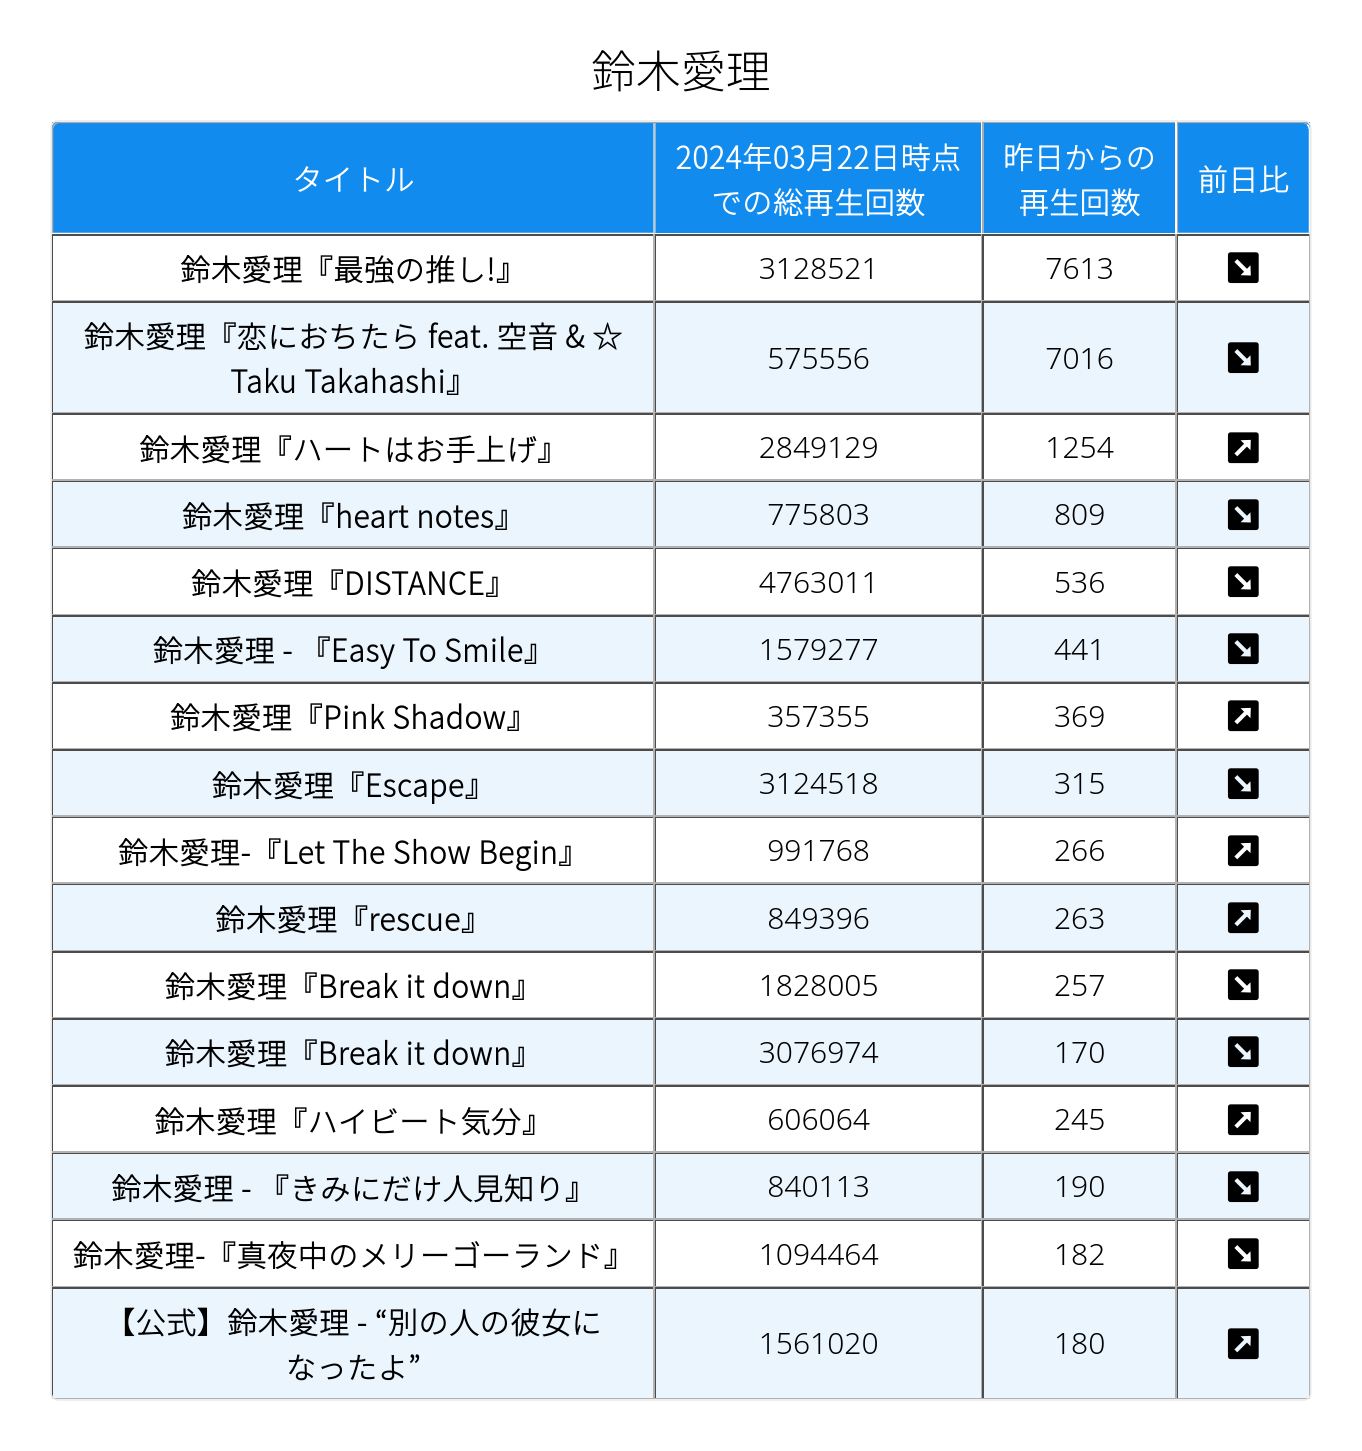 鈴木愛理
タイトル
2024年03月22日時点
での総再生回数
昨日からの
再生回数
前日比
鈴木愛理『最強の推し!』 3128521 7613 ↘
鈴木愛理『恋におちたら feat. 空音 & ☆
Taku Takahashi』 575556 7016 ↘
鈴木愛理『ハートはお手上げ』 2849129 1254 ↗
鈴木愛理『heart notes』 775803 809 ↘
鈴木愛理『DISTANCE』 4763011 536 ↘
鈴木愛理 - 『Easy To Smile』 1579277 441 ↘
鈴木愛理『Pink Shadow』 357355 369 ↗
鈴木愛理『Escape』 3124518 315 ↘
鈴木愛理-『Let The Show Begin』 991768 266 ↗
鈴木愛理『rescue』 849396 263 ↗
鈴木愛理『Break it down』 1828005 257 ↘
鈴木愛理『Break it down』 3076974 170 ↘
鈴木愛理『ハイビート気分』 606064 245 ↗
鈴木愛理 - 『きみにだけ人見知り』 840113 190 ↘
鈴木愛理-『真夜中のメリーゴーランド』 1094464 182 ↘
【公式】鈴木愛理 - “別の人の彼女に
なったよ” 1561020 180 ↗